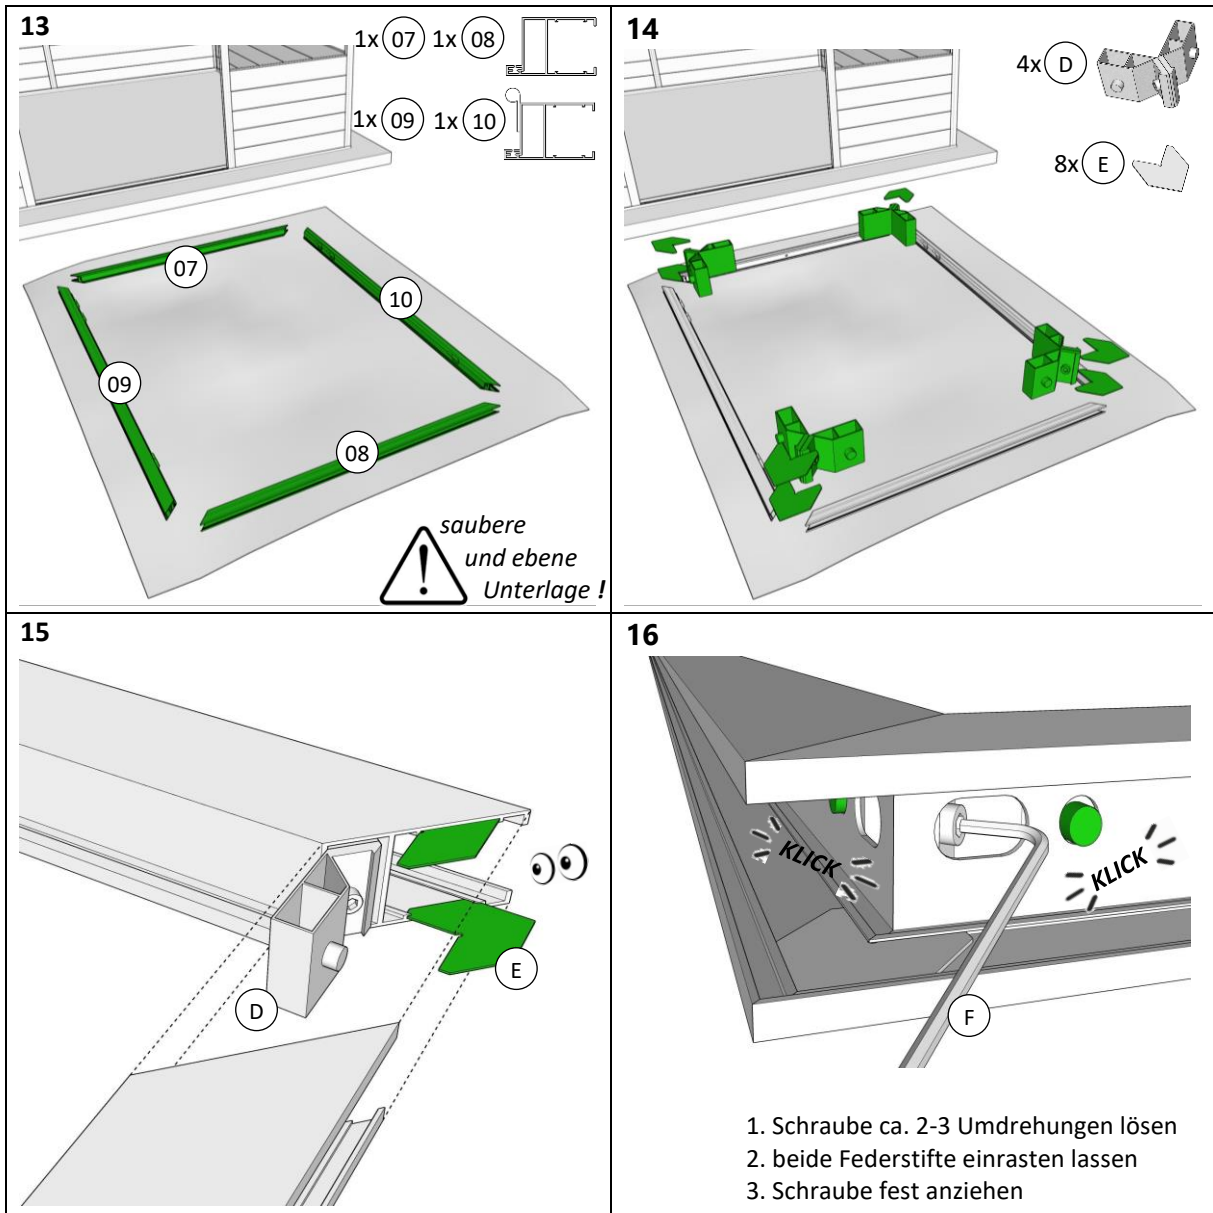 13
1x 07 1x 08
1x 09 1x 10
07
10
09
08
saubere
und ebene
Unterlage !
14
4x D
8x E
15
D
E
16
KLICK
KLICK
F
1. Schraube ca. 2-3 Umdrehungen lösen
2. beide Federstifte einrasten lassen
3. Schraube fest anziehen